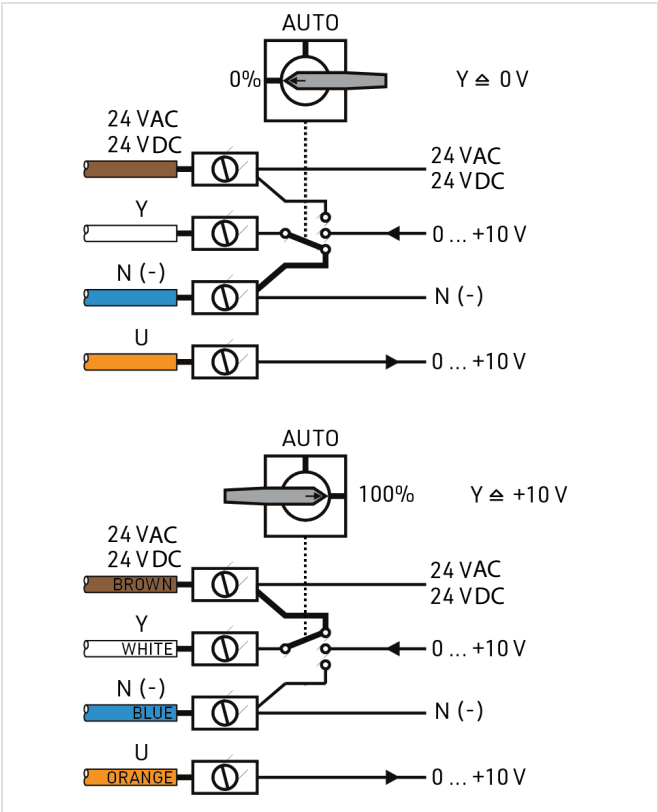 AUTO
0%
Y ≙ 0 V
24 VAC
24 VDC
24 VAC
24 VDC
Y
0 ... +10 V
N (-)
N (-)
U
0 ... +10 V
AUTO
100%
Y ≙ +10 V
24 VAC
24 VDC
BROWN
24 VAC
24 VDC
Y
WHITE
0 ... +10 V
N (-)
BLUE
N (-)
U
ORANGE
0 ... +10 V